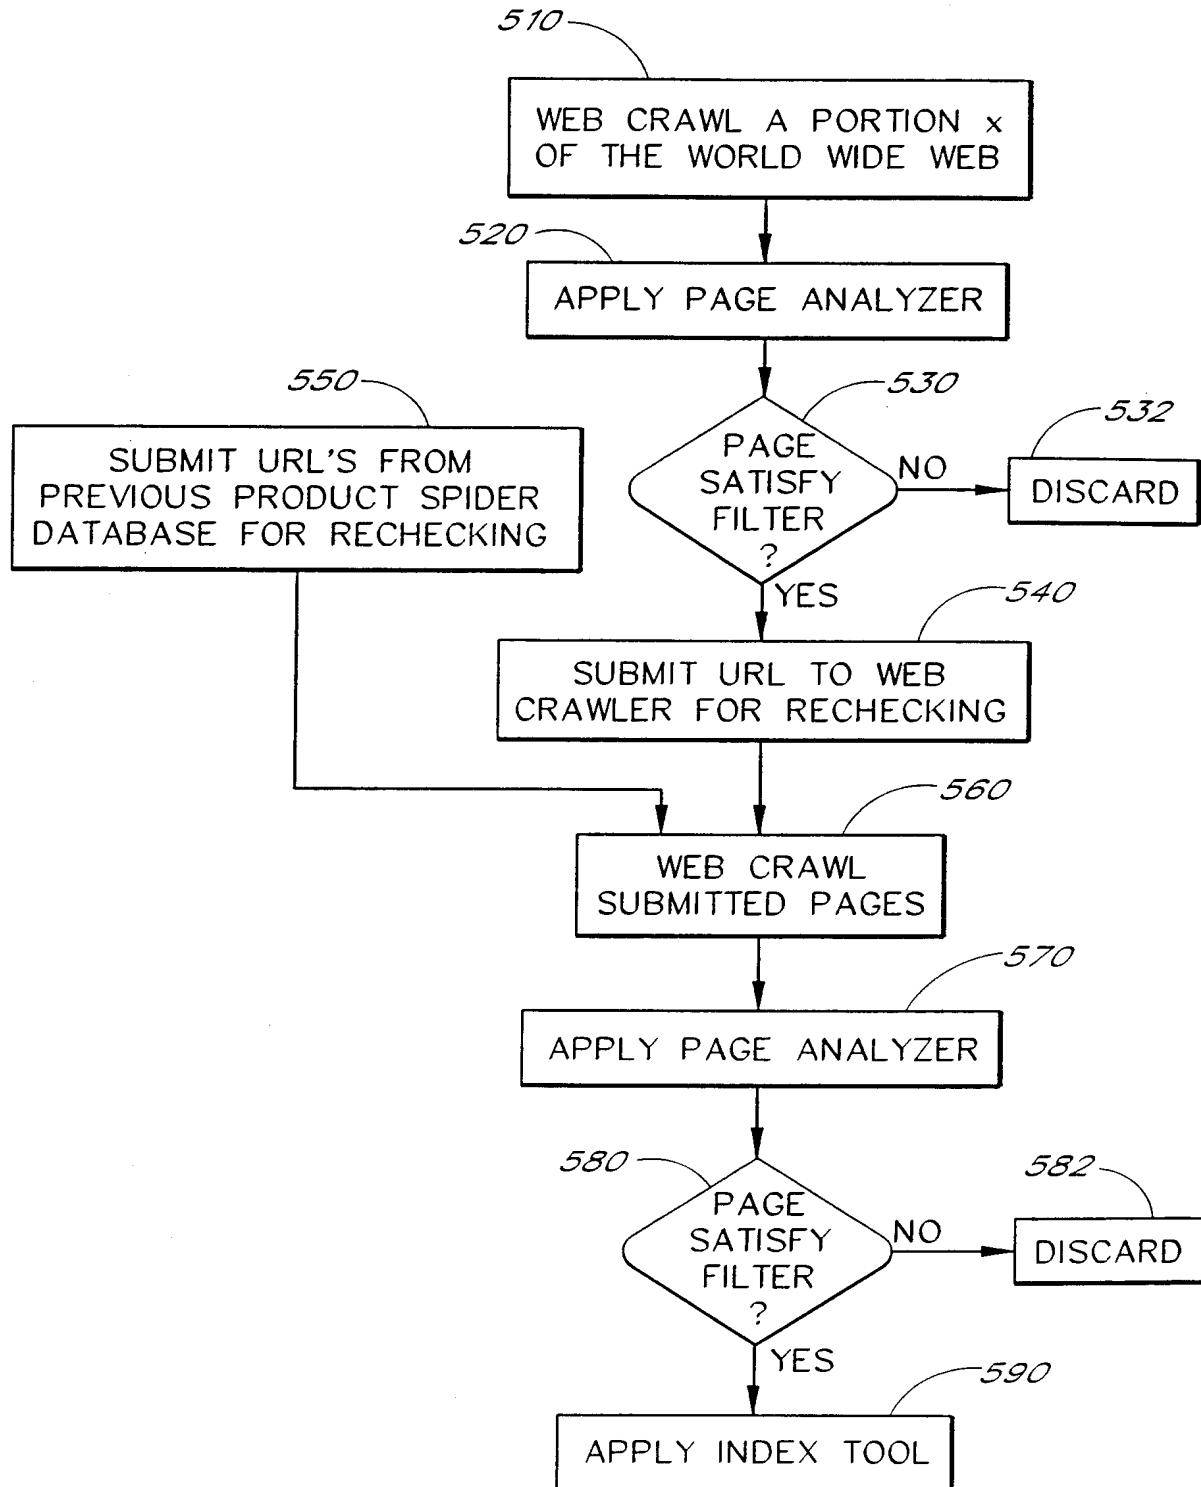 510
WEB CRAWL A PORTION x
OF THE WORLD WIDE WEB
520
APPLY PAGE ANALYZER
530
PAGE
SATISFY
FILTER
?
NO
532
DISCARD
YES
550
SUBMIT URL'S FROM
PREVIOUS PRODUCT SPIDER
DATABASE FOR RECHECKING
540
SUBMIT URL TO WEB
CRAWLER FOR RECHECKING
560
WEB CRAWL
SUBMITTED PAGES
570
APPLY PAGE ANALYZER
580
PAGE
SATISFY
FILTER
?
NO
582
DISCARD
YES
590
APPLY INDEX TOOL